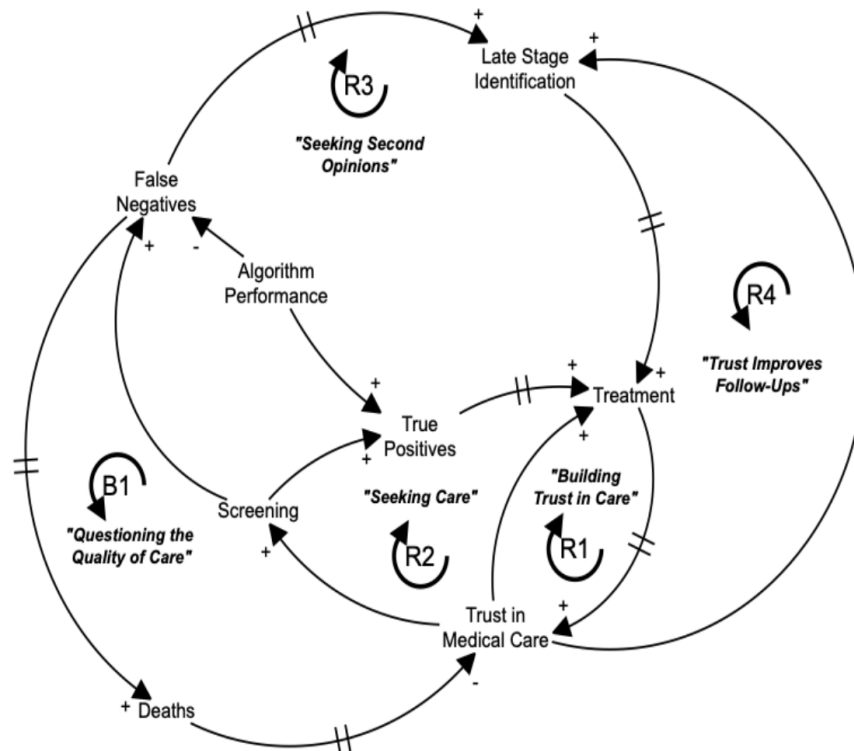 +
+
Late Stage
Identification
R3
"Seeking Second
Opinions"
False
Negatives
+
-
Algorithm
Performance
R4
"Trust Improves
Follow-Ups"
+
+
Treatment
+
+
True
Positives
+
+
B1
"Questioning the
Quality of Care"
Screening
+
"Seeking Care"
R2
"Building
Trust in Care"
R1
+
Trust in
Medical Care
-
+ Deaths